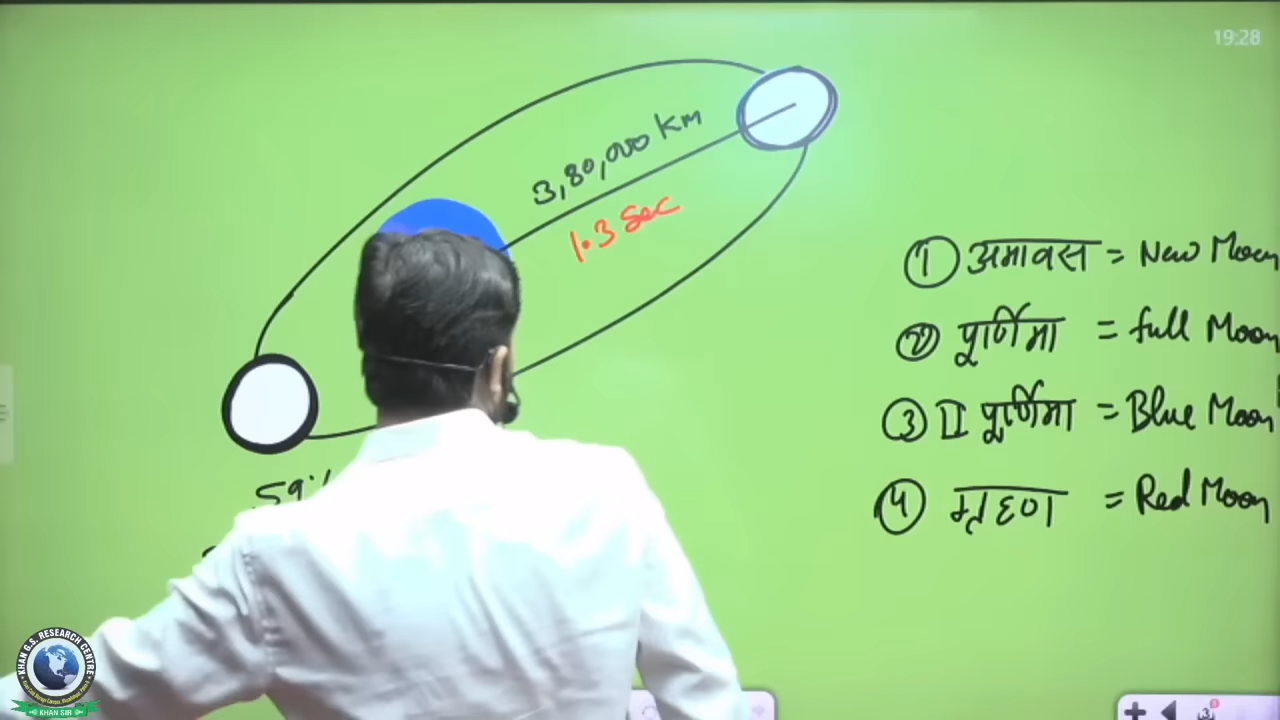 19:28
3,80,000 Km
1.3 Sec
① अमावस = New Moon
② पूर्णिमा = full Moon
③ II पूर्णिमा = Blue Moon
④ ग्रहण = Red Moon
59%
KHAN G.S. RESEARCH CENTRE
KHAN SIR